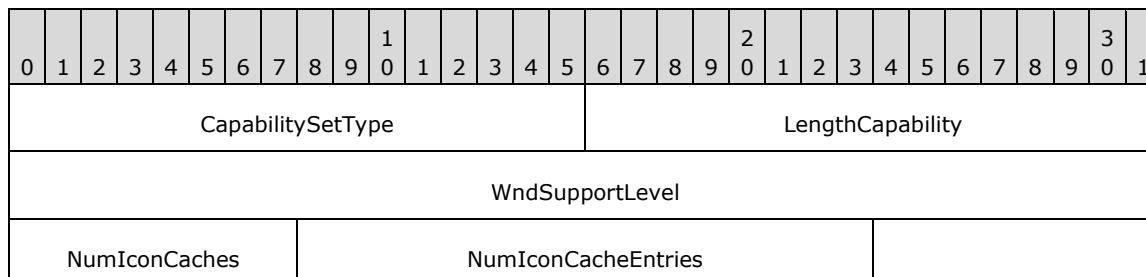 1 2 3
0 1 2 3 4 5 6 7 8 9 0 1 2 3 4 5 6 7 8 9 0 1 2 3 4 5 6 7 8 9 0 1
CapabilitySetType LengthCapability
WndSupportLevel
NumIconCaches NumIconCacheEntries